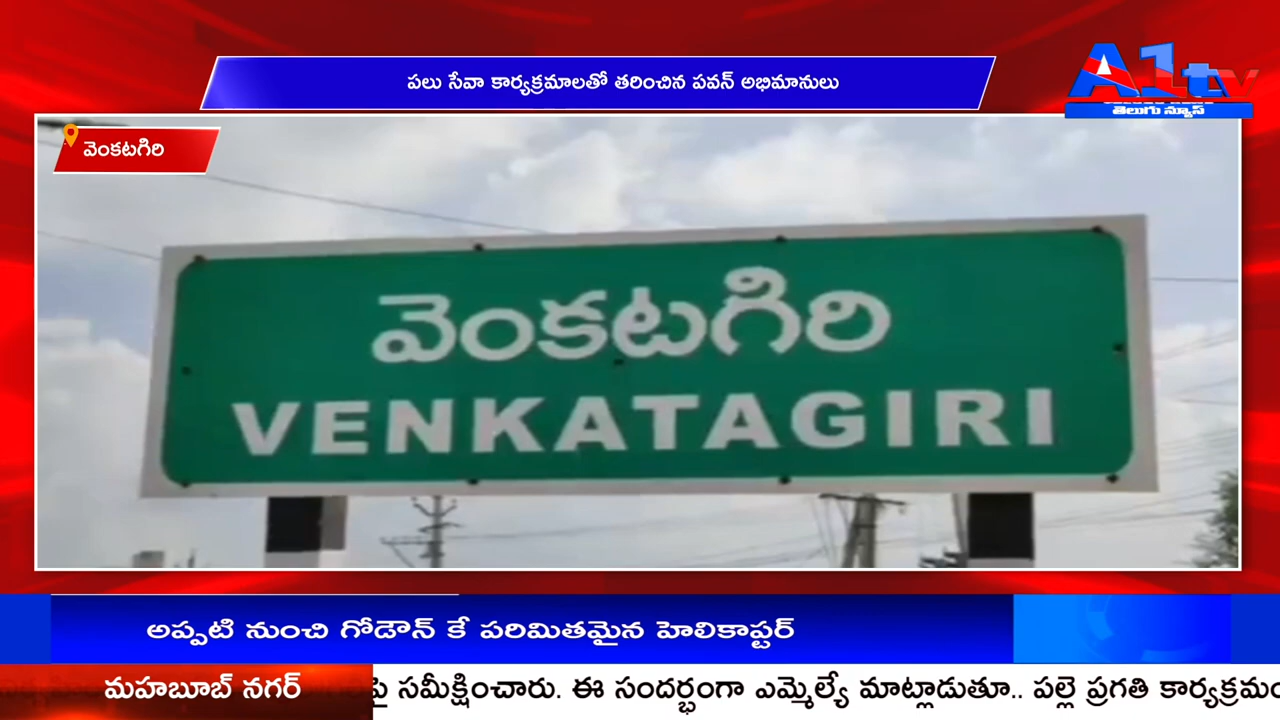 పలు సేవా కార్యక్రమాలతో తరించిన పవన్ అభిమానులు
A1tv
తెలుగు న్యూస్
వెంకటగిరి
వెంకటగిరి
VENKATAGIRI
అప్పటి నుంచి గోడౌన్ కే పరిమితమైన హెలికాప్టర్
మహబూబ్ నగర్
పై సమీక్షించారు. ఈ సందర్భంగా ఎమ్మెల్యే మాట్లాడుతూ.. పల్లె ప్రగతి